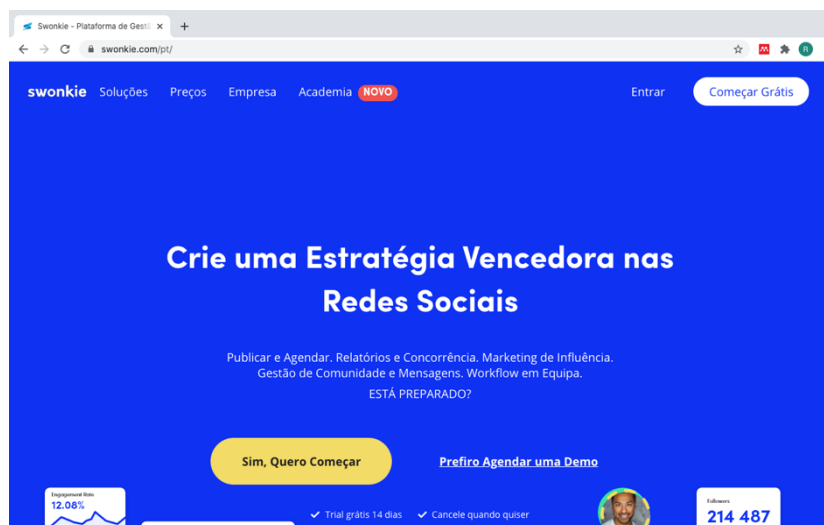 Swonkie - Plataforma de Gestã
swonkie.com/pt/
R
swonkie Soluções Preços Empresa Academia NOVO Entrar Começar Grátis
Crie uma Estratégia Vencedora nas
Redes Sociais
Publicar e Agendar. Relatórios e Concorrência. Marketing de Influência.
Gestão de Comunidade e Mensagens. Workflow em Equipa.
ESTÁ PREPARADO?
Sim, Quero Começar Prefiro Agendar uma Demo
Engagement Rate
12.08%
Trial grátis 14 dias Cancele quando quiser
Followers
214 487